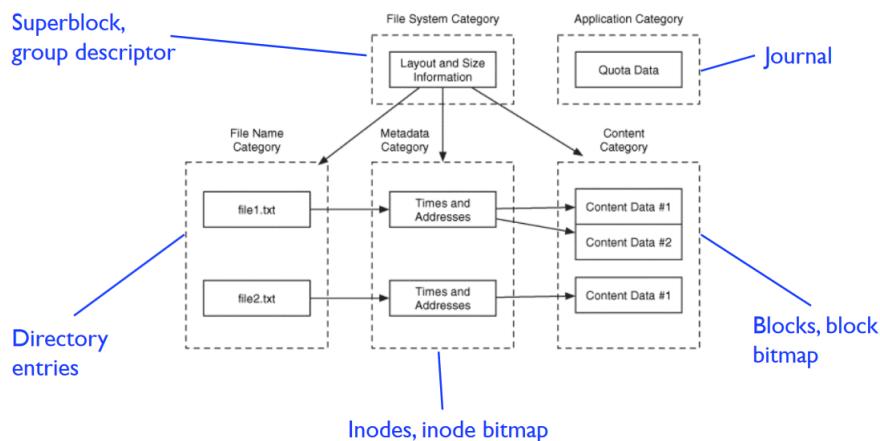 Superblock,
group descriptor
File System Category
Application Category
Layout and Size
Information
Quota Data
Journal
File Name
Category
Metadata
Category
Content
Category
file1.txt
Times and
Addresses
Content Data #1
Content Data #2
file2.txt
Times and
Addresses
Content Data #1
Directory
entries
Blocks, block
bitmap
Inodes, inode bitmap